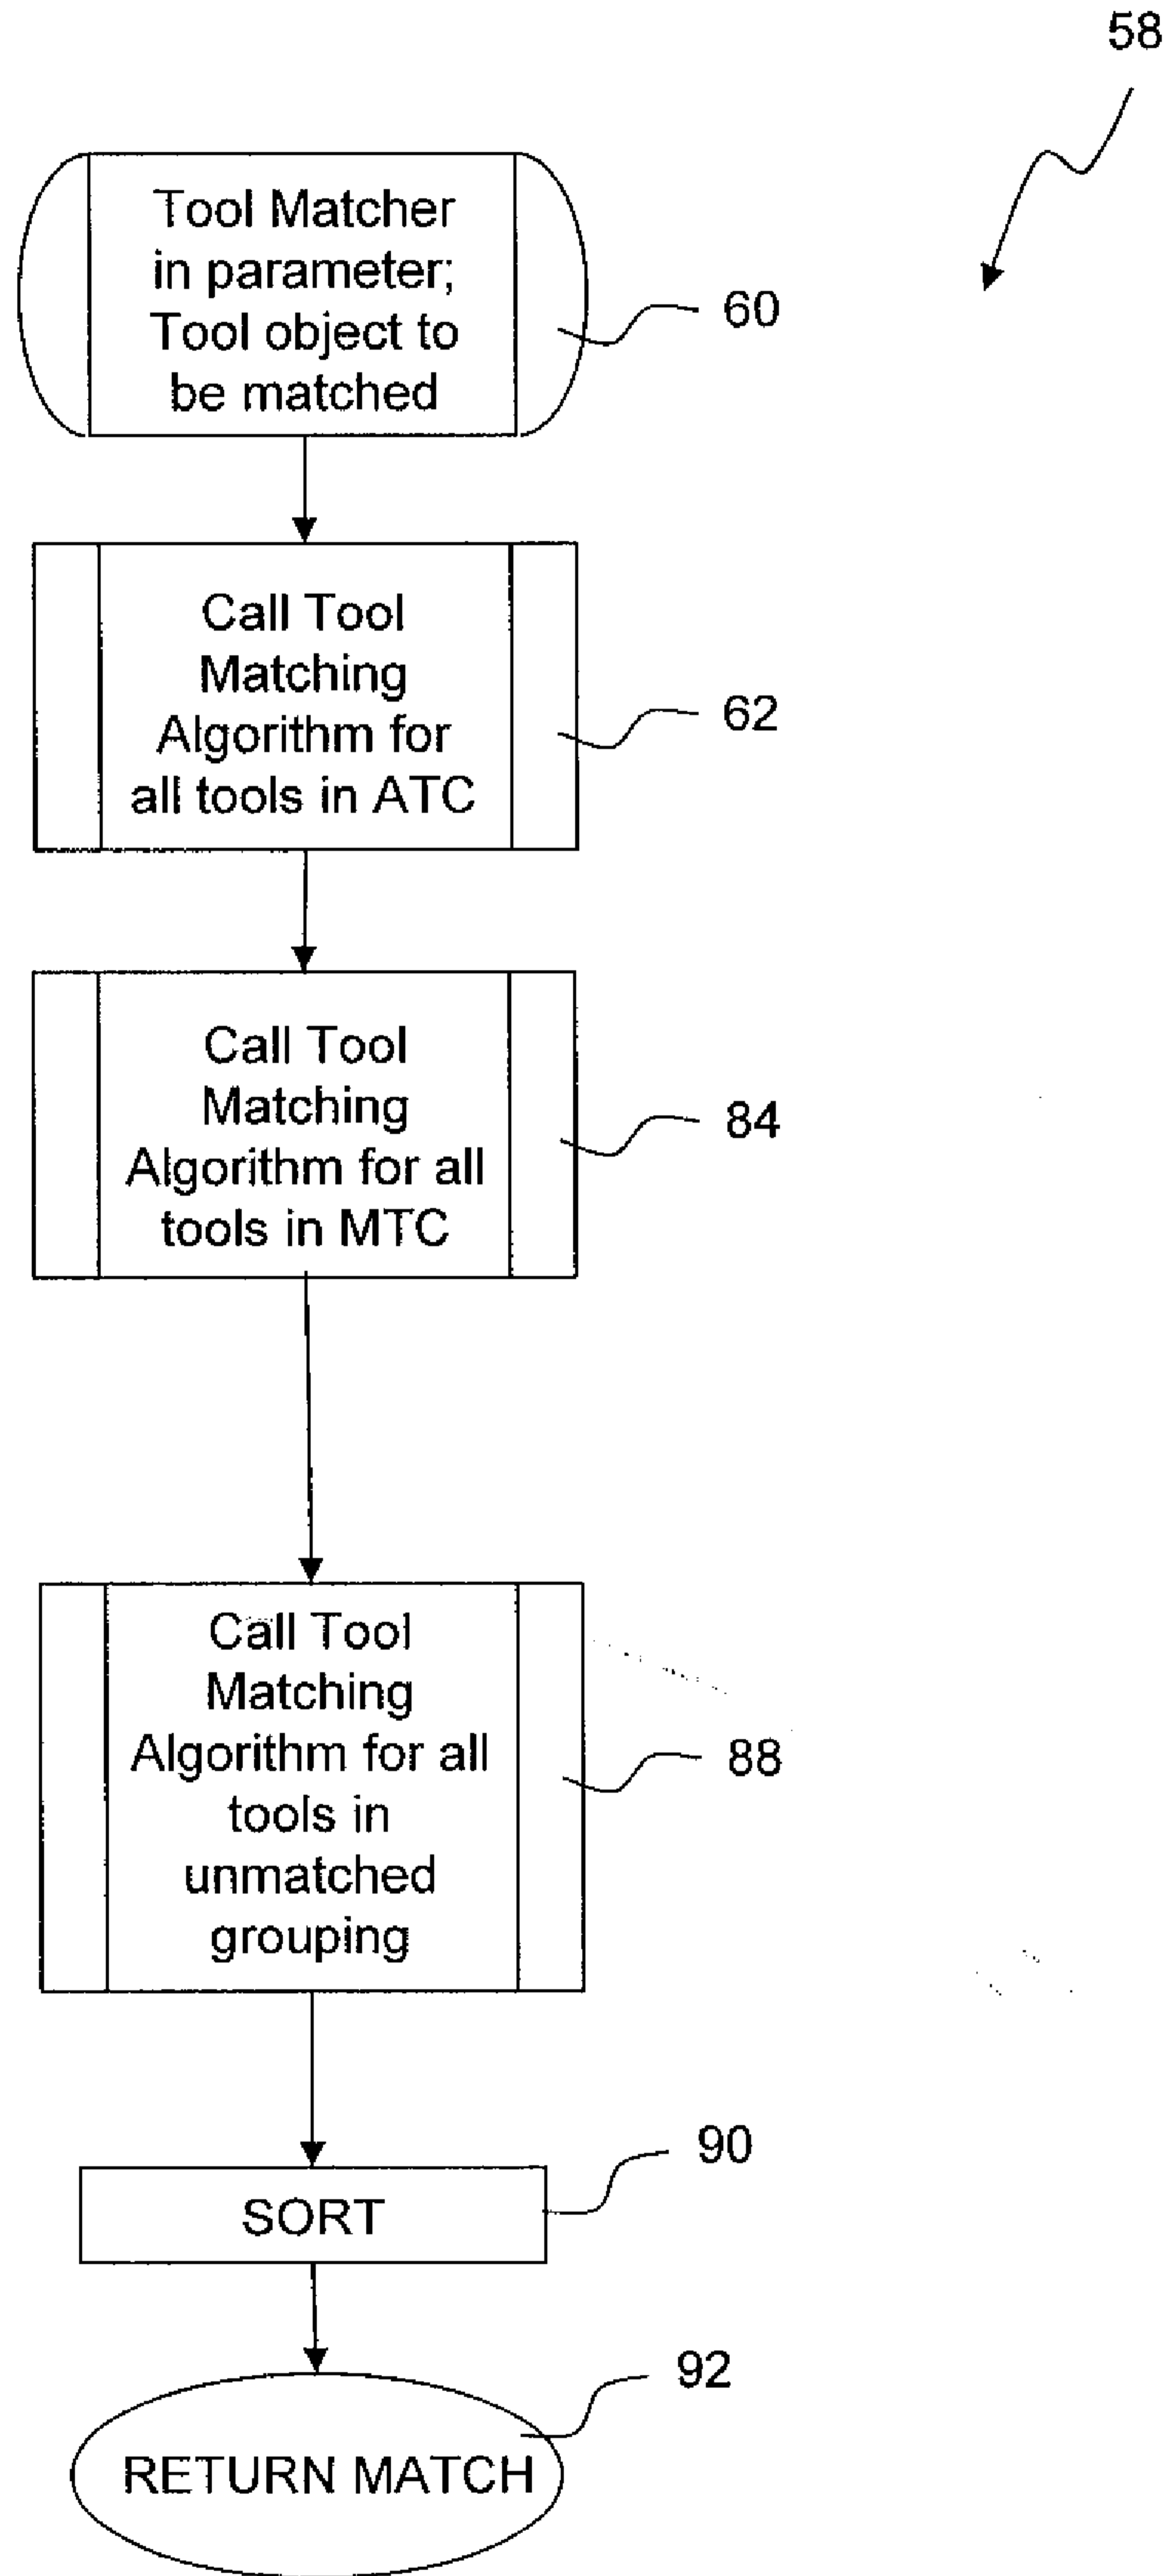 58
Tool Matcher
in parameter;
Tool object to
be matched
60
Call Tool
Matching
Algorithm for
all tools in ATC
62
Call Tool
Matching
Algorithm for all
tools in MTC
84
Call Tool
Matching
Algorithm for all
tools in
unmatched
grouping
88
SORT
90
RETURN MATCH
92